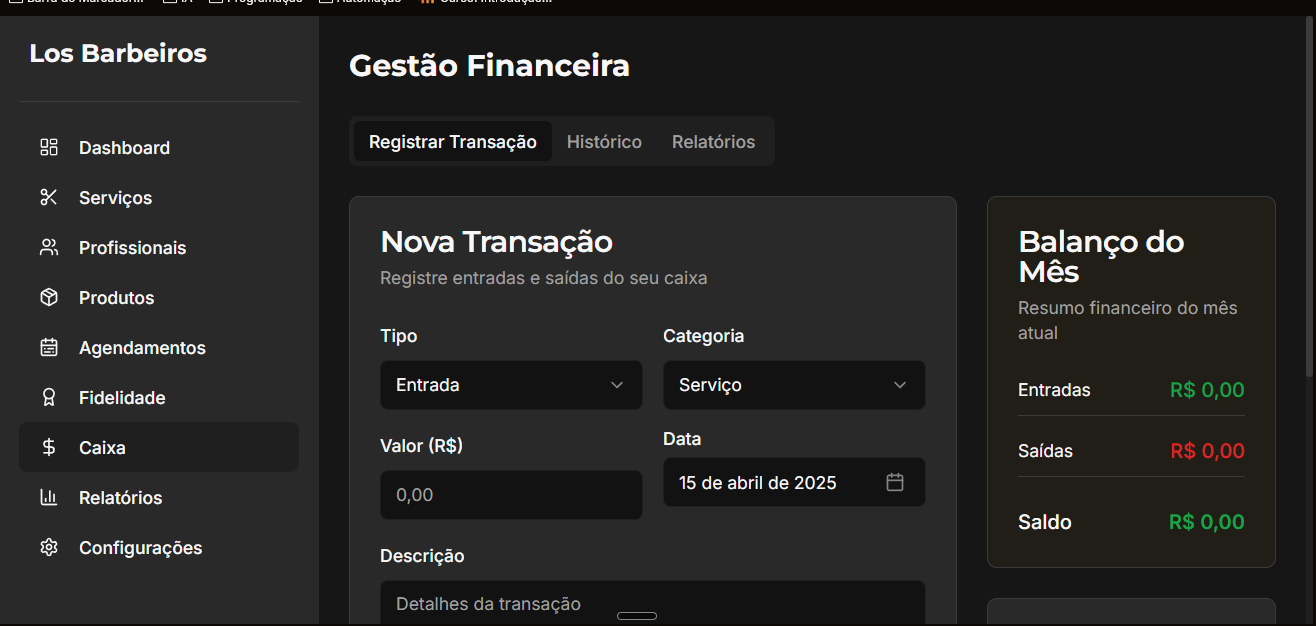 Los Barbeiros
Dashboard
Serviços
Profissionais
Produtos
Agendamentos
Fidelidade
Caixa
Relatórios
Configurações
Gestão Financeira
Registrar Transação Histórico Relatórios
Nova Transação
Registre entradas e saídas do seu caixa
Tipo
Entrada
Categoria
Serviço
Valor (R$)
0,00
Data
15 de abril de 2025
Descrição
Detalhes da transação
Balanço do
Mês
Resumo financeiro do mês
atual
Entradas R$ 0,00
Saídas R$ 0,00
Saldo R$ 0,00